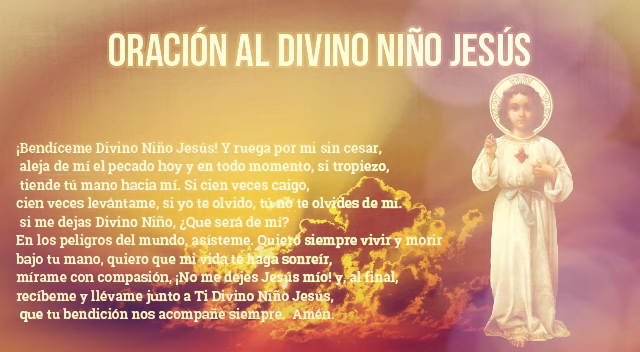 ORACIÓN AL DIVINO NIÑO JESÚS
¡Bendíceme Divino Niño Jesús! Y ruega por mi sin cesar,
aleja de mí el pecado hoy y en todo momento, si tropiezo,
tiende tú mano hacia mí. Si cien veces caigo,
cien veces levántame, si yo te olvido, tú no te olvides de mí.
si me dejas Divino Niño, ¿Que será de mí?
En los peligros del mundo, asísteme. Quiero siempre vivir y morir
bajo tu mano, quiero que mi vida te haga sonreír,
mírame con compasión, ¡No me dejes Jesús mío! y, al final,
recíbeme y llévame junto a Ti Divino Niño Jesús,
que tu bendición nos acompañe siempre. Amén.